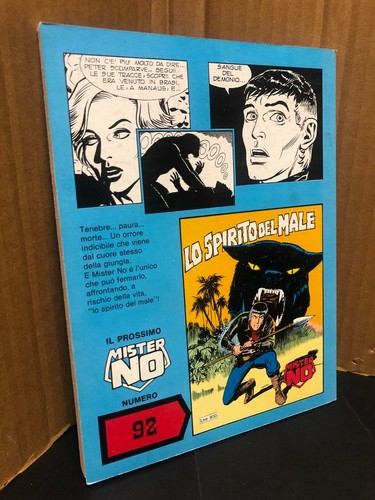 NON C'E' PIU' MOLTO DA DIRE...
PETER SCOMPARVE... SEGUII
LE SUE TRACCE; SCOPRII CHE
ERA VENUTO IN BRASI-
LE; A MANAUS; E...
SANGUE
DEL
DEMONIO...
Tenebre... paura...
morte... Un orrore
indicibile che viene
dal cuore stesso
della giungla.
E Mister No è l'unico
che può fermarlo,
affrontando, a
rischio della vita,
"lo spirito del male"!
IL PROSSIMO
MISTER
NO
NUMERO
92
LO SPIRITO DEL MALE
MISTER
NO